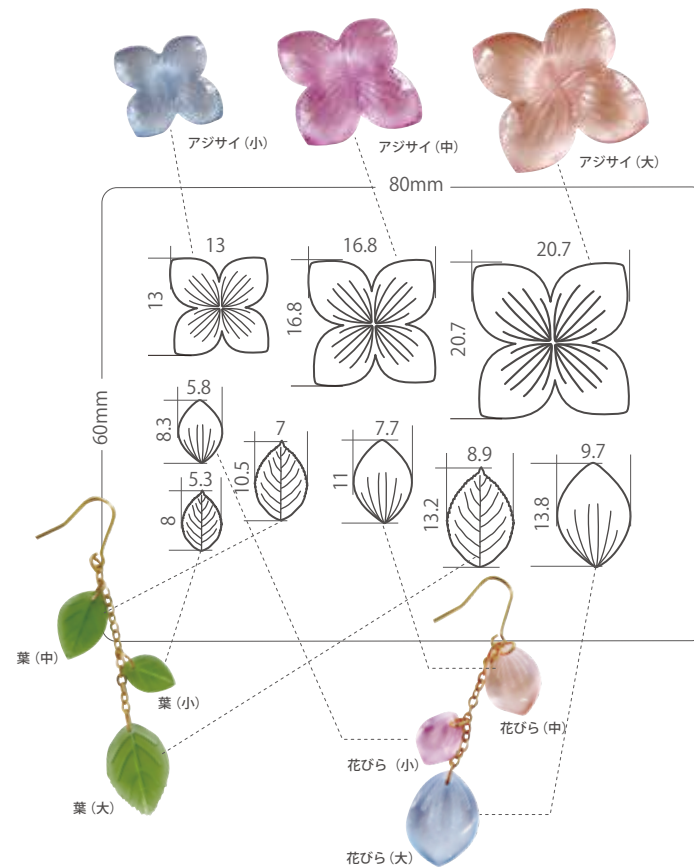 アジサイ（小）
アジサイ（中）
アジサイ（大）
80mm
13
16.8
20.7
13
16.8
20.7
60mm
5.8
8.3
7
10.5
7.7
11
8.9
13.2
9.7
13.8
5.3
8
葉（中）
葉（小）
葉（大）
花びら（中）
花びら（小）
花びら（大）